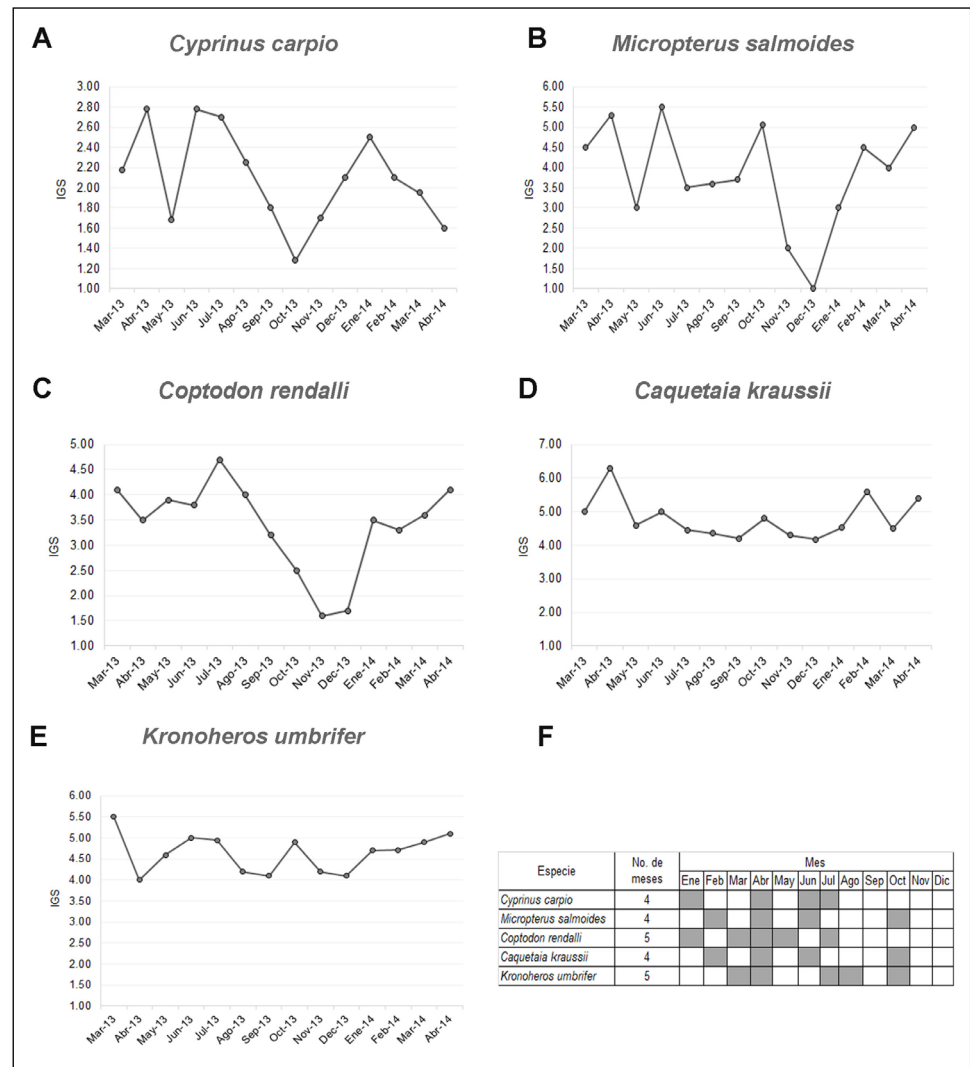 A
Cyprinus carpio
3.00
2.80
2.60
2.40
2.20
2.00
1.80
1.60
1.40
1.20
1.00
IGS
Mar-13 Abr-13 May-13 Jun-13 Jul-13 Ago-13 Sep-13 Oct-13 Nov-13 Dec-13 Ene-14 Feb-14 Mar-14 Abr-14
B
Micropterus salmoides
6.00
5.50
5.00
4.50
4.00
3.50
3.00
2.50
2.00
1.50
1.00
IGS
Mar-13 Abr-13 May-13 Jun-13 Jul-13 Ago-13 Sep-13 Oct-13 Nov-13 Dec-13 Ene-14 Feb-14 Mar-14 Abr-14
C
Coptodon rendalli
5.00
4.50
4.00
3.50
3.00
2.50
2.00
1.50
1.00
IGS
Mar-13 Abr-13 May-13 Jun-13 Jul-13 Ago-13 Sep-13 Oct-13 Nov-13 Dec-13 Ene-14 Feb-14 Mar-14 Abr-14
D
Caquetaia kraussii
7.00
6.00
5.00
4.00
3.00
2.00
1.00
IGS
Mar-13 Abr-13 May-13 Jun-13 Jul-13 Ago-13 Sep-13 Oct-13 Nov-13 Dec-13 Ene-14 Feb-14 Mar-14 Abr-14
E
Kronoheros umbrifer
6.00
5.50
5.00
4.50
4.00
3.50
3.00
2.50
2.00
1.50
1.00
IGS
Mar-13 Abr-13 May-13 Jun-13 Jul-13 Ago-13 Sep-13 Oct-13 Nov-13 Dec-13 Ene-14 Feb-14 Mar-14 Abr-14
F
Especie No. de meses Mes
Ene Feb Mar Abr May Jun Jul Ago Sep Oct Nov Dic
Cyprinus carpio 4
Micropterus salmoides 4
Coptodon rendalli 5
Caquetaia kraussii 4
Kronoheros umbrifer 5